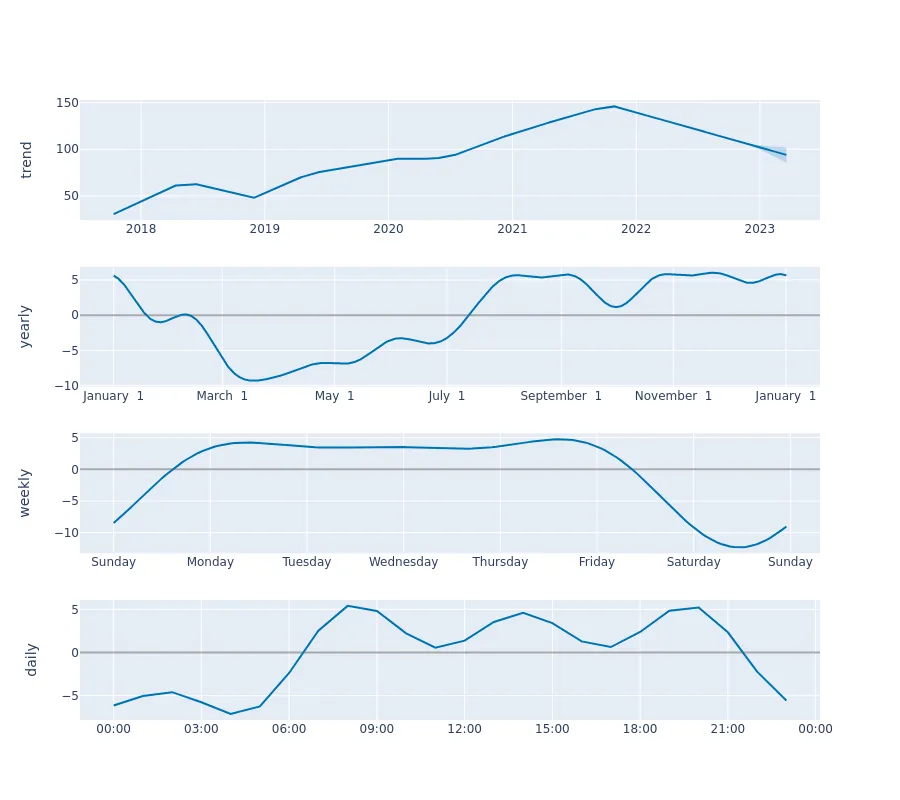 trend
150
100
50
2018 2019 2020 2021 2022 2023
yearly
5
0
−5
−10
January 1 March 1 May 1 July 1 September 1 November 1 January 1
weekly
5
0
−5
−10
Sunday Monday Tuesday Wednesday Thursday Friday Saturday Sunday
daily
5
0
−5
00:00 03:00 06:00 09:00 12:00 15:00 18:00 21:00 00:00